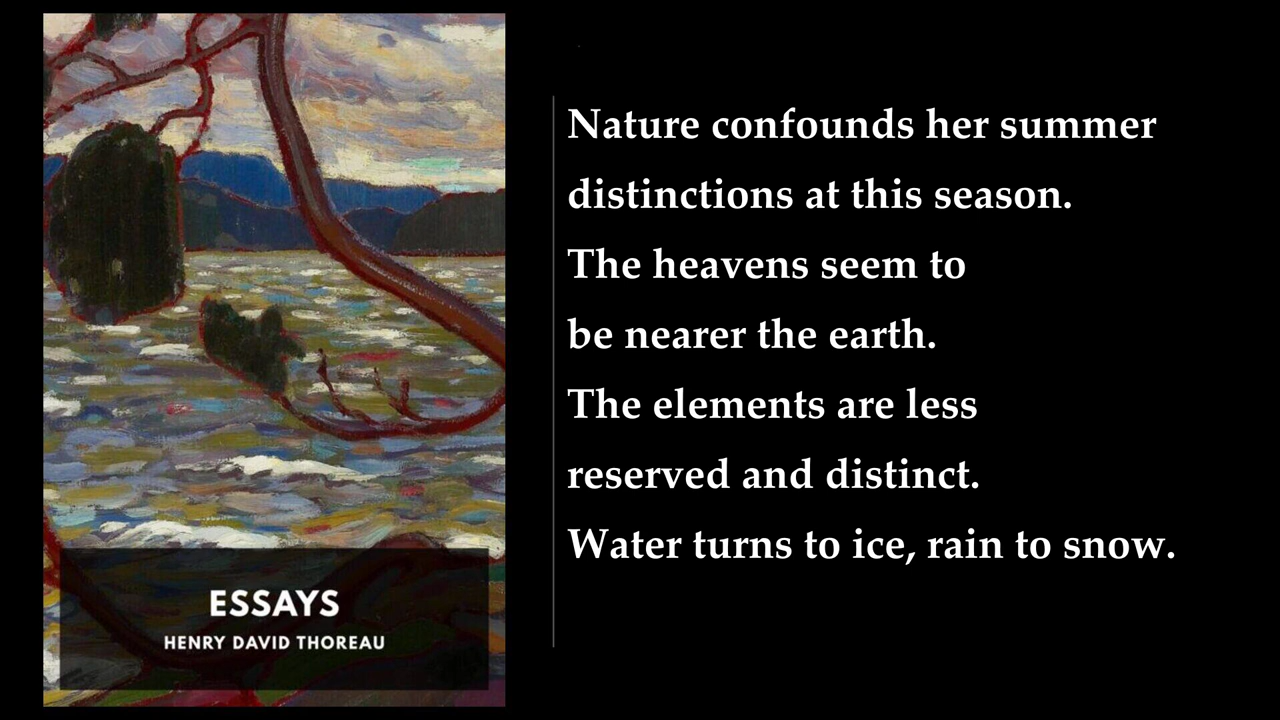 ESSAYS
HENRY DAVID THOREAU
Nature confounds her summer
distinctions at this season.
The heavens seem to
be nearer the earth.
The elements are less
reserved and distinct.
Water turns to ice, rain to snow.